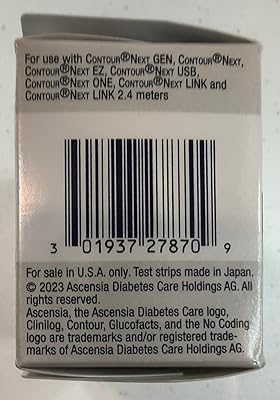 For use with CONTOUR®NEXT GEN, CONTOUR®NEXT,
CONTOUR®NEXT EZ, CONTOUR®NEXT USB,
CONTOUR®NEXT ONE, CONTOUR®NEXT LINK and
CONTOUR®NEXT LINK 2.4 meters
3 01937 27870 9
For sale in U.S.A. only. Test strips made in Japan.
© 2023 Ascensia Diabetes Care Holdings AG. All
rights reserved.
Ascensia, the Ascensia Diabetes Care logo,
Clinilog, Contour, Glucofacts, and the No Coding
logo are trademarks and/or registered trade-
marks of Ascensia Diabetes Care Holdings AG.